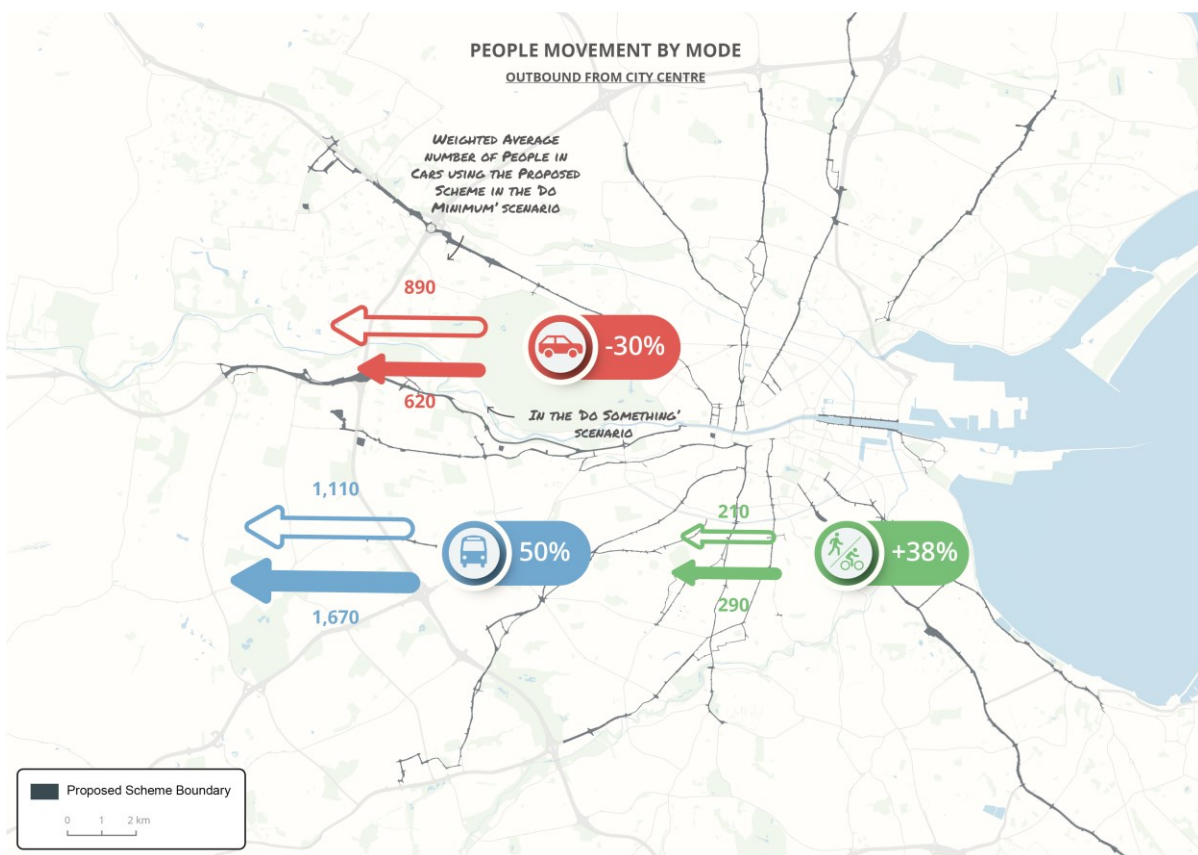 PEOPLE MOVEMENT BY MODE
OUTBOUND FROM CITY CENTRE
WEIGHTED AVERAGE
NUMBER OF PEOPLE IN
CARS USING THE PROPOSED
SCHEME IN THE 'DO
MINIMUM' SCENARIO
890
-30%
620
IN THE 'DO SOMETHING'
SCENARIO
1,110
50%
1,670
210
+38%
290
Proposed Scheme Boundary
0 1 2 km